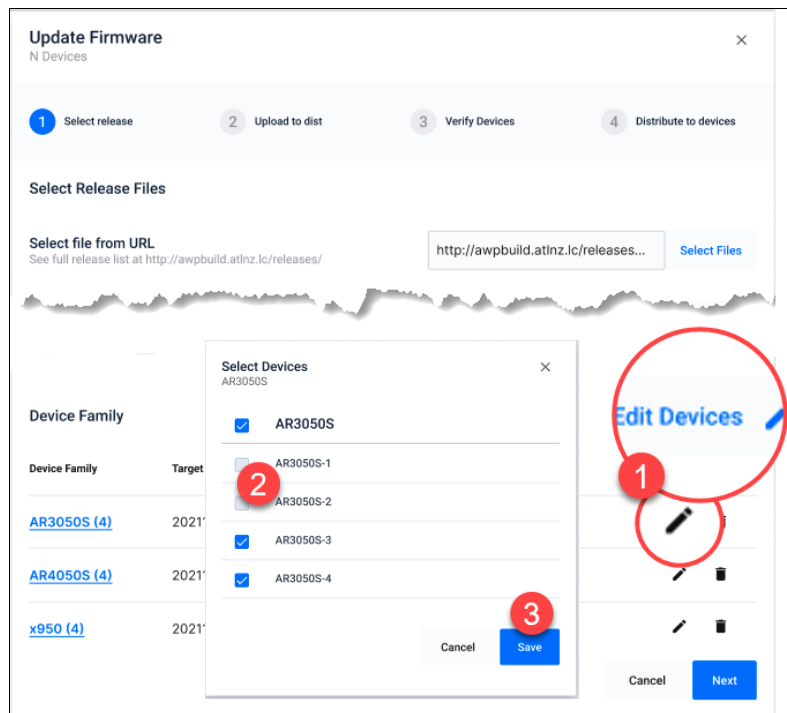 Update Firmware
N Devices
1 Select release 2 Upload to dist 3 Verify Devices 4 Distribute to devices
Select Release Files
Select file from URL
See full release list at http://awpbuild.atlnz.lc/releases/
http://awpbuild.atlnz.lc/releases... Select Files
Select Devices
AR3050S
AR3050S
AR3050S-1
AR3050S-2
AR3050S-3
AR3050S-4
2
3
Cancel Save
Device Family
Edit Devices
1
Device Family Target
AR3050S (4) 2021
AR4050S (4) 2021
x950 (4) 2021
Cancel Next